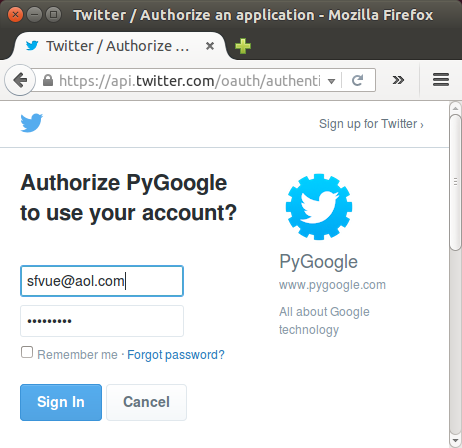 Twitter / Authorize an application - Mozilla Firefox
Twitter / Authorize ...
https://api.twitter.com/oauth/authenti
Sign up for Twitter ›
Authorize PyGoogle
to use your account?
sfvue@aol.com
•••••••••
Remember me · Forgot password?
Sign In
Cancel
PyGoogle
www.pygoogle.com
All about Google
technology